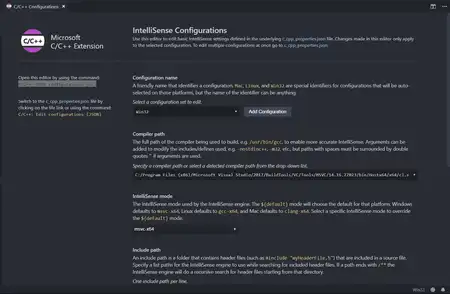 C/C++ Configurations
Microsoft
C/C++ Extension
Open this editor by using the command:
Switch to the c_cpp_properties.json file by
clicking on the file link or using the command:
C/C++: Edit configurations (JSON)
IntelliSense Configurations
Use this editor to edit basic IntelliSense settings defined in the underlying c_cpp_properties.json file. Changes made in this editor only apply
to the selected configuration. To edit multiple configurations at once go to c_cpp_properties.json.
Configuration name
A friendly name that identifies a configuration. Mac, Linux, and Win32 are special identifiers for configurations that will be auto-
selected on those platforms, but the name of the identifier can be anything.
Select a configuration set to edit.
Win32
Add Configuration
Compiler path
The full path of the compiler being used to build, e.g. /usr/bin/gcc, to enable more accurate IntelliSense. Arguments can be
added to modify the includes/defines used, e.g. -nostdinc++, -m32, etc, but paths with spaces must be surrounded by double
quotes " if arguments are used.
Specify a compiler path or select a detected compiler path from the drop-down list.
C:/Program Files (x86)/Microsoft Visual Studio/2017/BuildTools/VC/Tools/MSVC/
IntelliSense mode
The IntelliSense mode used by the IntelliSense engine. The ${default} mode will choose the default for that platform: Windows
defaults to msvc-x64, Linux defaults to gcc-x64, and Mac defaults to clang-x64. Select a specific IntelliSense mode to override
the ${default} mode.
msvc-x64
Include path
An include path is a folder that contains header files (such as #include "myHeaderFile.h") that are included in a source file.
Specify a list paths for the IntelliSense engine to use while searching for included header files. If a path ends with /** the
IntelliSense engine will do a recursive search for header files starting from that directory.
One include path per line.
Win32